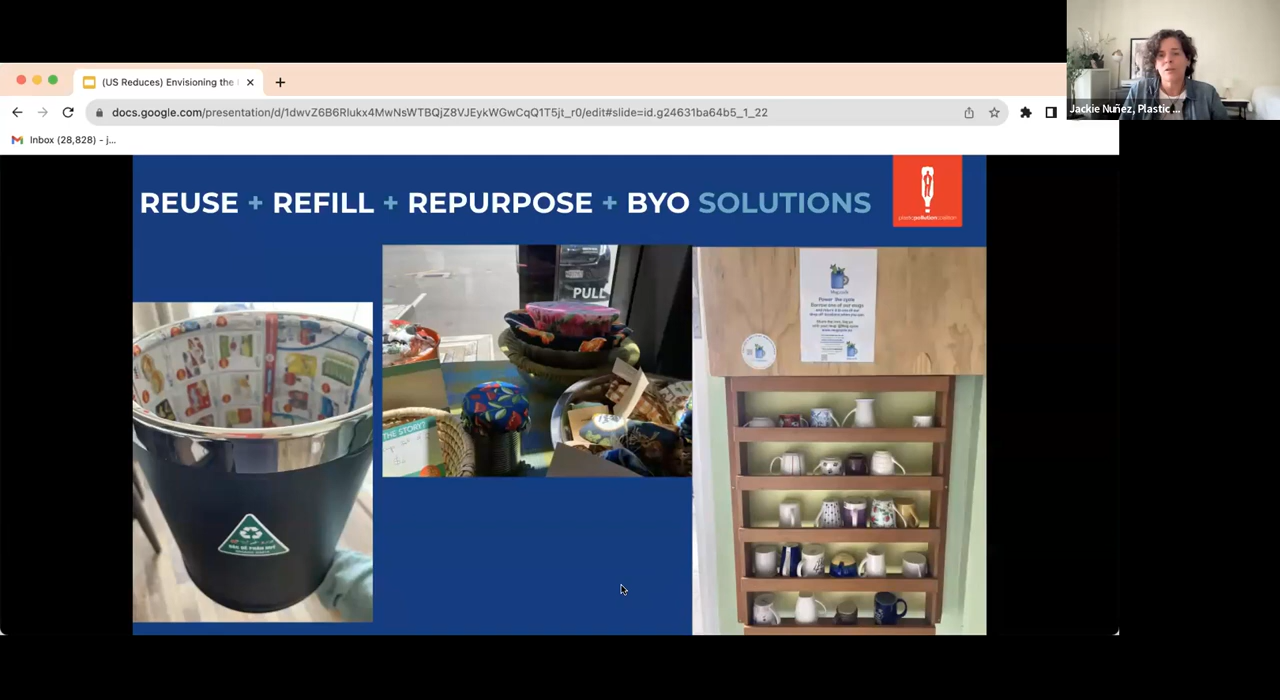 (US Reduces) Envisioning the
docs.google.com/presentation/d/1dwvZ6B6Rlukx4MwNsWTBQjZ8VJEykWGwCqQ1T5jt_r0/edit#slide=id.g24631ba64b5_1_22
Inbox (28,828) - j...
Jackie Nuñez, Plastic ...
REUSE + REFILL + REPURPOSE + BYO SOLUTIONS
plasticpollutioncoalition
PULL
THE STORY?